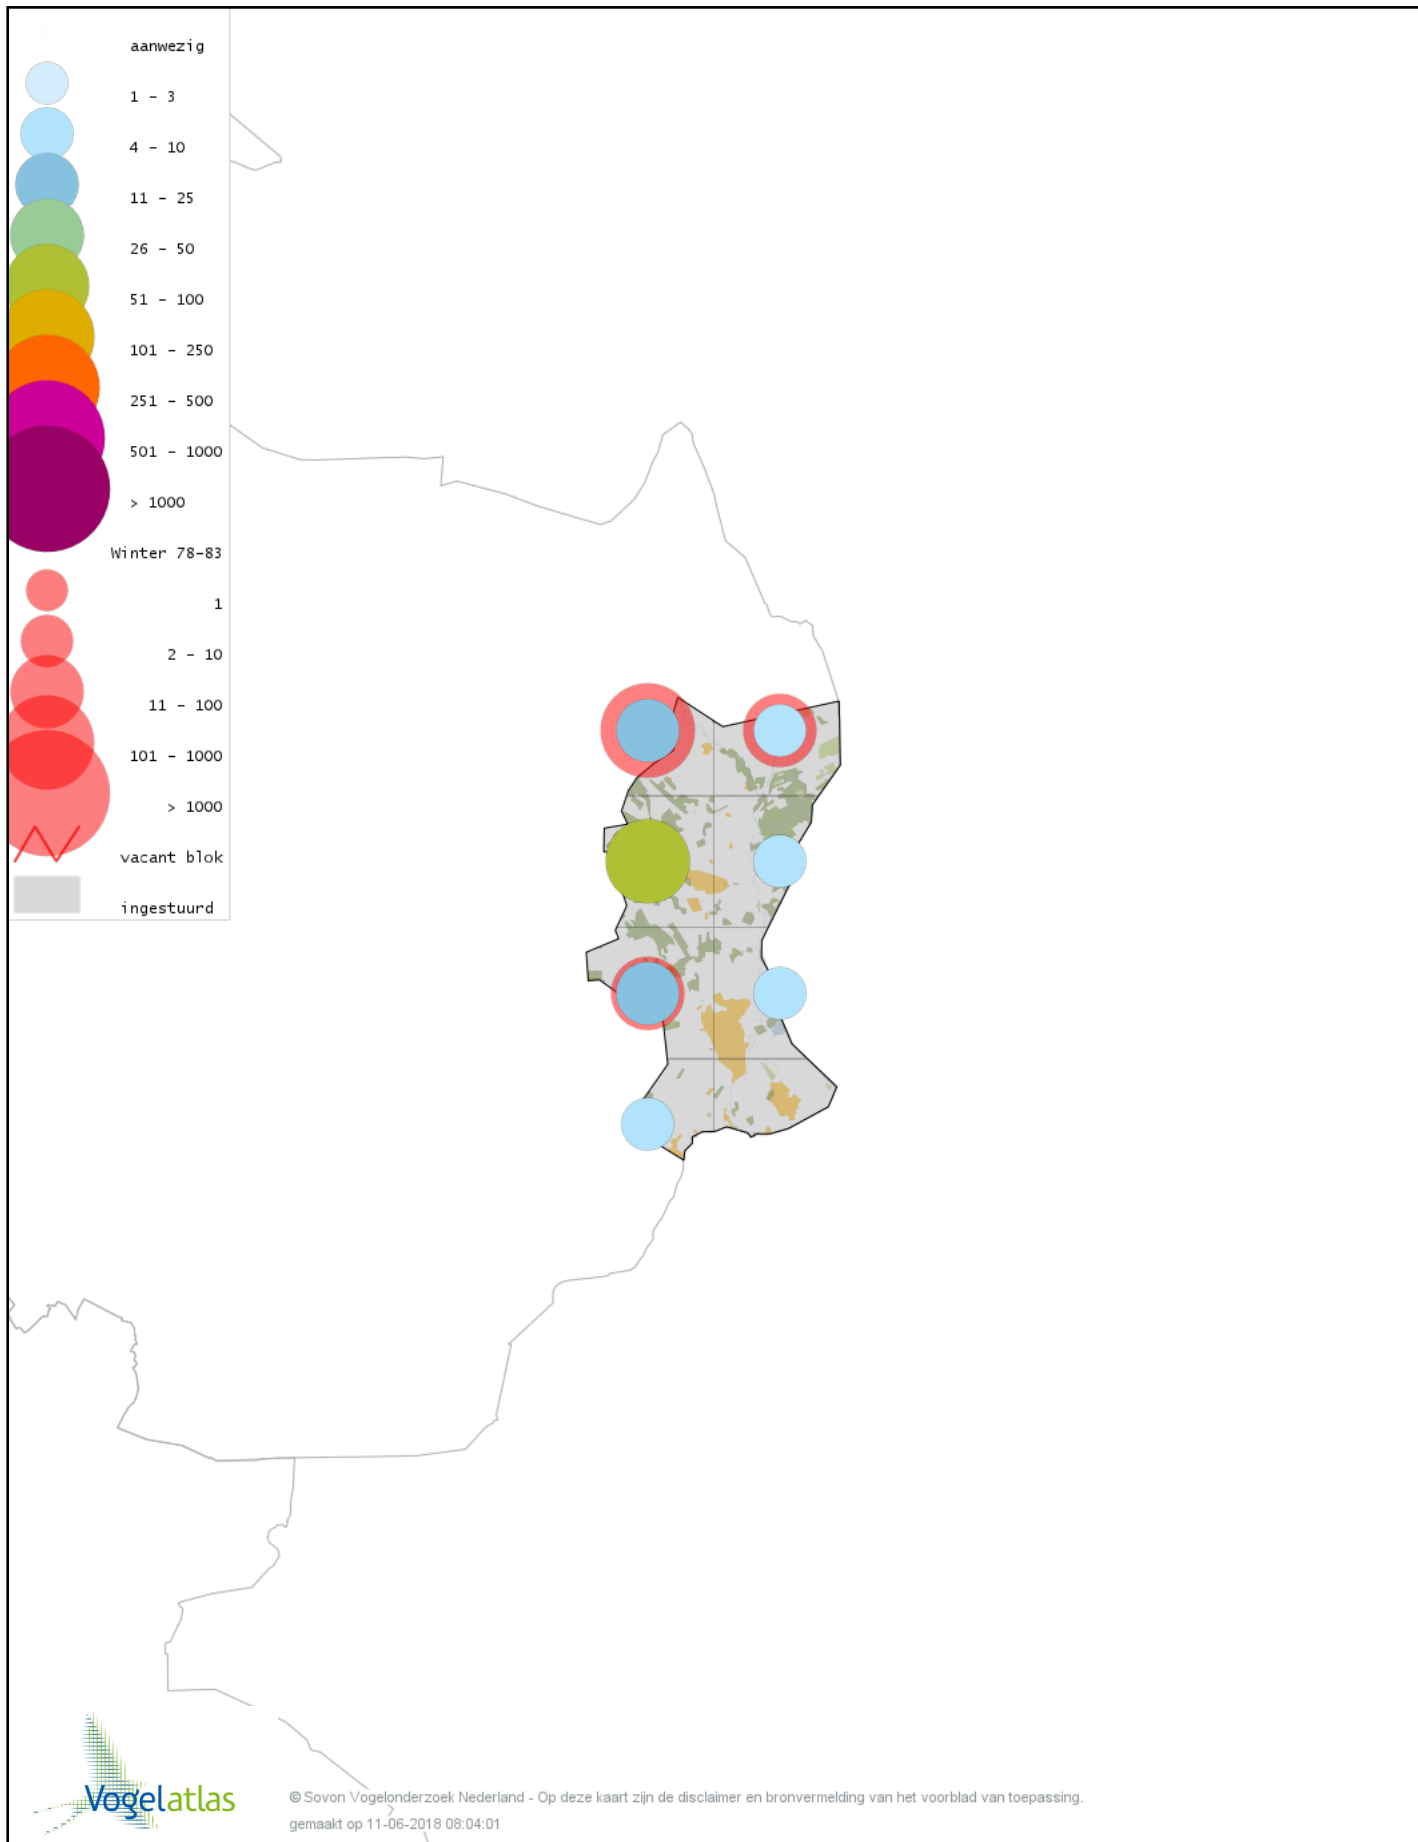 aanwezig
1 - 3
4 - 10
11 - 25
26 - 50
51 - 100
101 - 250
251 - 500
501 - 1000
> 1000
Winter 78-83
1
2 - 10
11 - 100
101 - 1000
> 1000
vacant blok
ingestuurd
Vogelatlas
© Sovon Vogelonderzoek Nederland - Op deze kaart zijn de disclaimer en bronvermelding van het voorblad van toepassing.
gemaakt op 11-06-2018 08:04:01